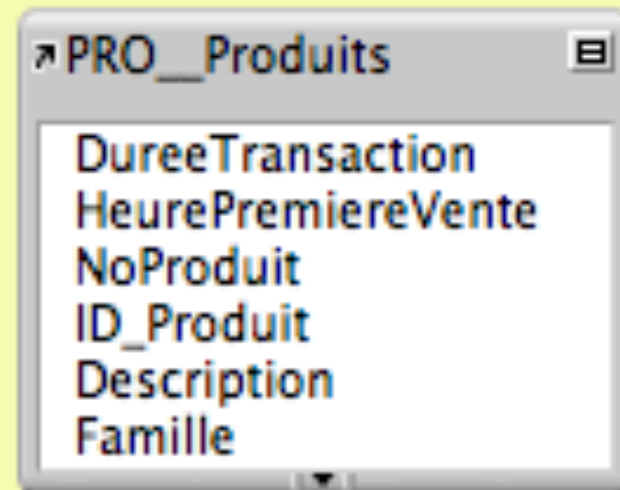 PRO__Produits
DureeTransaction
HeurePremiereVente
NoProduit
ID_Produit
Description
Famille